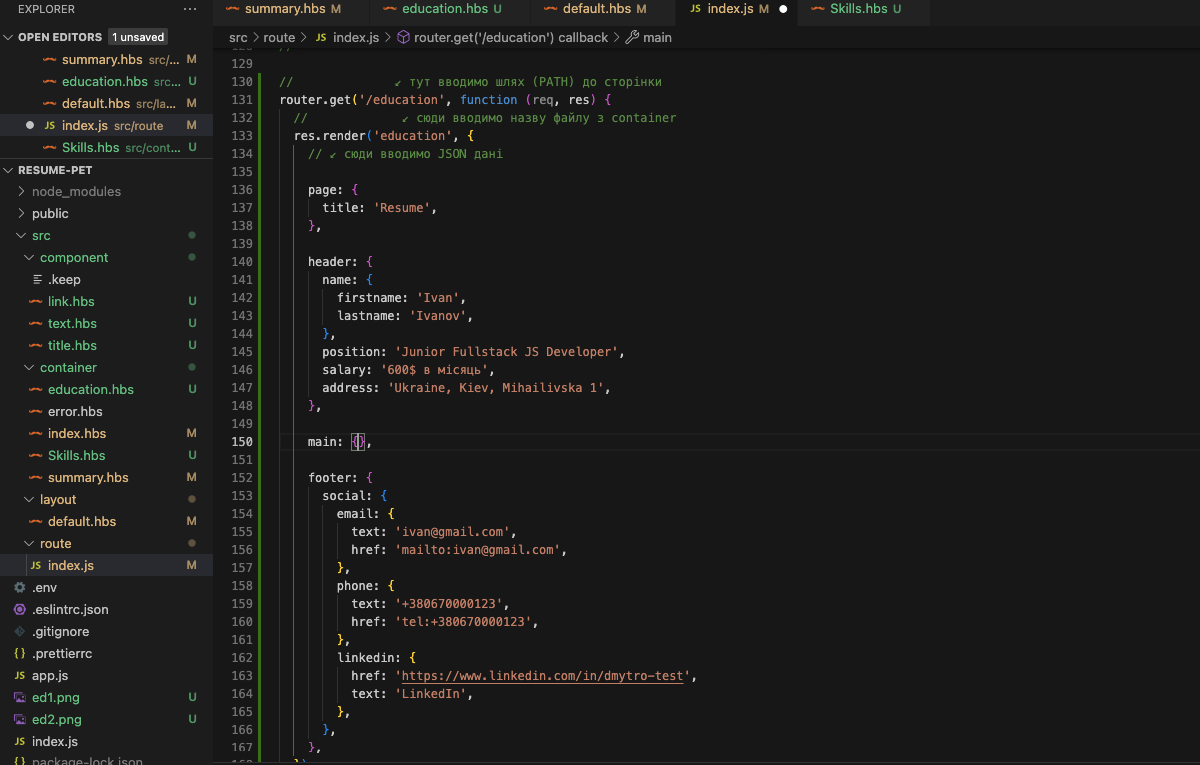 EXPLORER ...
summary.hbs M education.hbs U default.hbs M JS index.js M Skills.hbs U
OPEN EDITORS 1 unsaved
src > route > JS index.js > router.get('/education') callback > main
summary.hbs src/... M
education.hbs src... U
default.hbs src/la... M
JS index.js src/route M
Skills.hbs src/cont... U
RESUME-PET
node_modules
public
src
component
.keep
link.hbs U
text.hbs U
title.hbs U
container
education.hbs U
error.hbs
index.hbs M
Skills.hbs U
summary.hbs M
layout
default.hbs M
route
JS index.js M
.env
.eslintrc.json
.gitignore
{} .prettierrc
JS app.js
ed1.png U
ed2.png U
JS index.js
{} package-lock.json
129
130 // ↙ тут вводимо шлях (PATH) до сторінки
131 router.get('/education', function (req, res) {
132 // ↙ сюди вводимо назву файлу з container
133 res.render('education', {
134 // ↙ сюди вводимо JSON дані
135
136 page: {
137 title: 'Resume',
138 },
139
140 header: {
141 name: {
142 firstname: 'Ivan',
143 lastname: 'Ivanov',
144 },
145 position: 'Junior Fullstack JS Developer',
146 salary: '600$ в місяць',
147 address: 'Ukraine, Kiev, Mihailivska 1',
148 },
149
150 main: {},
151
152 footer: {
153 social: {
154 email: {
155 text: 'ivan@gmail.com',
156 href: 'mailto:ivan@gmail.com',
157 },
158 phone: {
159 text: '+380670000123',
160 href: 'tel:+380670000123',
161 },
162 linkedin: {
163 href: 'https://www.linkedin.com/in/dmytro-test',
164 text: 'LinkedIn',
165 },
166 },
167 },